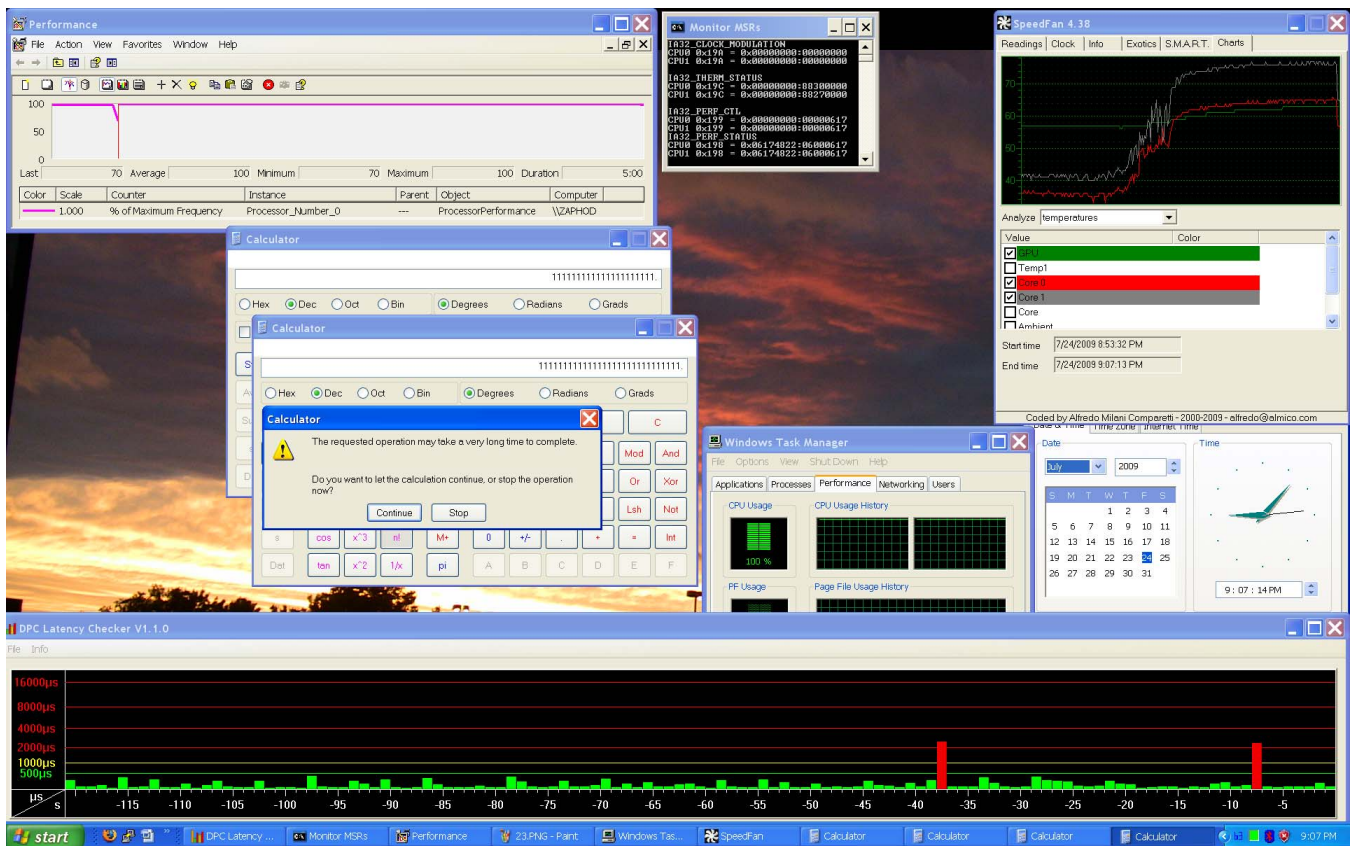 Performance
File Action View Favorites Window Help
100
50
0
Last 70 Average 100 Minimum 70 Maximum 100 Duration 5:00
Color Scale Counter Instance Parent Object Computer
1.000 % of Maximum Frequency Processor_Number_0 --- ProcessorPerformance \\ZAPHOD
Monitor MSRs
IA32_CLOCK_MODULATION
CPU0 0x19A = 0x00000000:00000000
CPU1 0x19A = 0x00000000:00000000
IA32_THERM_STATUS
CPU0 0x19C = 0x00000000:88300000
CPU1 0x19C = 0x00000000:88270000
IA32_PERF_CTL
CPU0 0x199 = 0x00000000:00000617
CPU1 0x199 = 0x00000000:00000617
IA32_PERF_STATUS
CPU0 0x198 = 0x06174822:06000617
CPU1 0x198 = 0x06174822:06000617
SpeedFan 4.38
Readings Clock Info Exotics S.M.A.R.T. Charts
70
60
50
40
Analyze temperatures
Value Color
GPU
Temp1
Core 0
Core 1
Core
Ambient
Start time 7/24/2009 8:53:32 PM
End time 7/24/2009 9:07:13 PM
Coded by Alfredo Milani Comparetti - 2000-2009 - alfredo@almico.com
Calculator
Hex Dec Oct Bin Degrees Radians Grads
Calculator
Hex Dec Oct Bin Degrees Radians Grads
C
Mod And
Or Xor
Lsh Not
s cos x^3 n! M+ 0 +/- . + = Int
Dat tan x^2 1/x pi A B C D E F
Calculator
The requested operation may take a very long time to complete.
Do you want to let the calculation continue, or stop the operation
now?
Continue Stop
Windows Task Manager
File Options View Shut Down Help
Applications Processes Performance Networking Users
CPU Usage CPU Usage History
100 %
PF Usage Page File Usage History
Date & Time Time Zone Internet Time
Date
July 2009
S M T W T F S
1 2 3 4
5 6 7 8 9 10 11
12 13 14 15 16 17 18
19 20 21 22 23 24 25
26 27 28 29 30 31
Time
9 : 07 : 14 PM
DPC Latency Checker V1.1.0
File Info
16000µs
8000µs
4000µs
2000µs
1000µs
500µs
µs s -115 -110 -105 -100 -95 -90 -85 -80 -75 -70 -65 -60 -55 -50 -45 -40 -35 -30 -25 -20 -15 -10 -5
start DPC Latency ... Monitor MSRs Performance 23.PNG - Paint Windows Tas... SpeedFan Calculator Calculator Calculator Calculator 9:07 PM